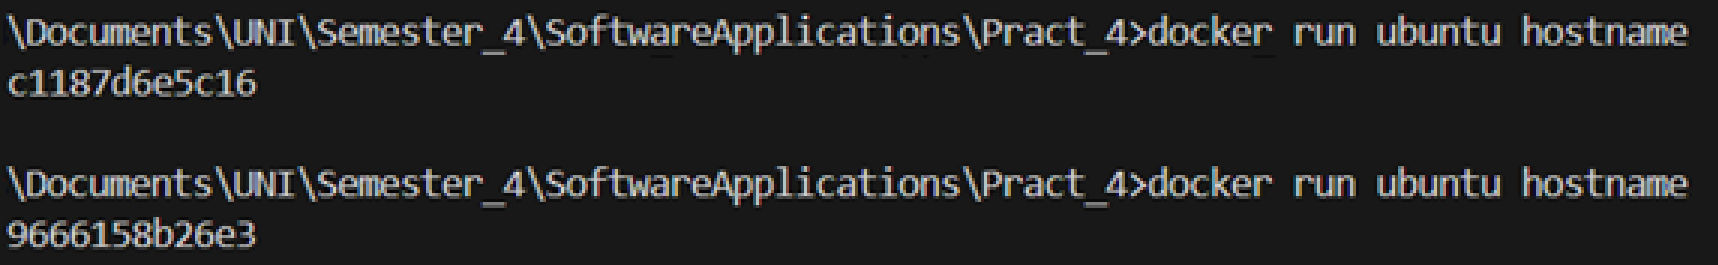 \Documents\UNI\Semester_4\SoftwareApplications\Pract_4>docker run ubuntu hostname
c1187d6e5c16
\Documents\UNI\Semester_4\SoftwareApplications\Pract_4>docker run ubuntu hostname
9666158b26e3